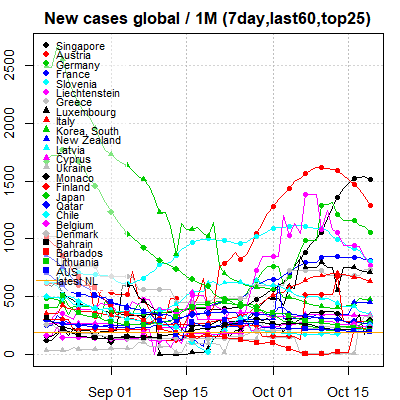 New cases global / 1M (7day,last60,top25)
Singapore
Austria
Germany
France
Slovenia
Liechtenstein
Greece
Luxembourg
Italy
Korea, South
New Zealand
Latvia
Cyprus
Ukraine
Monaco
Finland
Japan
Qatar
Chile
Belgium
Denmark
Bahrain
Barbados
Lithuania
AUS
latest NL
0
500
1000
1500
2000
2500
Sep 01
Sep 15
Oct 01
Oct 15